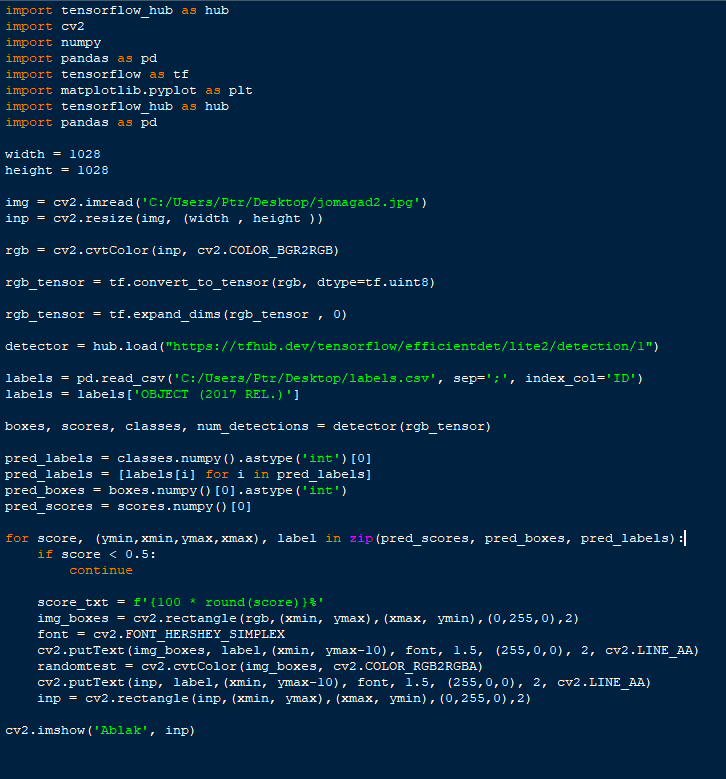 import tensorflow_hub as hub
import cv2
import numpy
import pandas as pd
import tensorflow as tf
import matplotlib.pyplot as plt
import tensorflow_hub as hub
import pandas as pd
width = 1028
height = 1028
img = cv2.imread('C:/Users/Ptr/Desktop/jomagad2.jpg')
inp = cv2.resize(img, (width , height ))
rgb = cv2.cvtColor(inp, cv2.COLOR_BGR2RGB)
rgb_tensor = tf.convert_to_tensor(rgb, dtype=tf.uint8)
rgb_tensor = tf.expand_dims(rgb_tensor , 0)
detector = hub.load("https://tfhub.dev/tensorflow/efficientdet/lite2/detection/1")
labels = pd.read_csv('C:/Users/Ptr/Desktop/labels.csv', sep=';', index_col='ID')
labels = labels['OBJECT (2017 REL.)']
boxes, scores, classes, num_detections = detector(rgb_tensor)
pred_labels = classes.numpy().astype('int')[0]
pred_labels = [labels[i] for i in pred_labels]
pred_boxes = boxes.numpy()[0].astype('int')
pred_scores = scores.numpy()[0]
for score, (ymin,xmin,ymax,xmax), label in zip(pred_scores, pred_boxes, pred_labels):
    if score < 0.5:
        continue
    score_txt = f'{100 * round(score)}%'
    img_boxes = cv2.rectangle(rgb,(xmin, ymax),(xmax, ymin),(0,255,0),2)
    font = cv2.FONT_HERSHEY_SIMPLEX
    cv2.putText(img_boxes, label,(xmin, ymax-10), font, 1.5, (255,0,0), 2, cv2.LINE_AA)
    randomtest = cv2.cvtColor(img_boxes, cv2.COLOR_RGB2RGBA)
    cv2.putText(inp, label,(xmin, ymax-10), font, 1.5, (255,0,0), 2, cv2.LINE_AA)
    inp = cv2.rectangle(inp,(xmin, ymax),(xmax, ymin),(0,255,0),2)
cv2.imshow('Ablak', inp)